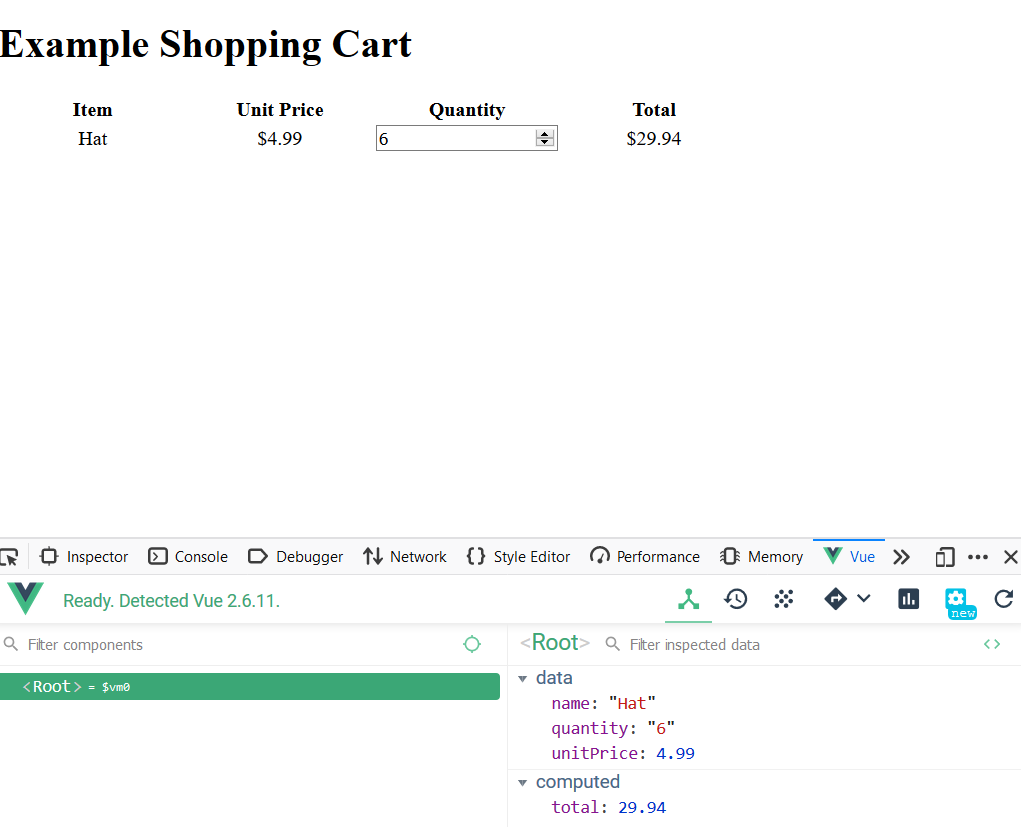 Example Shopping Cart
Item Unit Price Quantity Total
Hat $4.99 6 $29.94
Inspector Console Debugger Network Style Editor Performance Memory Vue
Ready. Detected Vue 2.6.11.
new
Filter components
<Root> = $vm0
<Root> Filter inspected data
data
name: "Hat"
quantity: "6"
unitPrice: 4.99
computed
total: 29.94